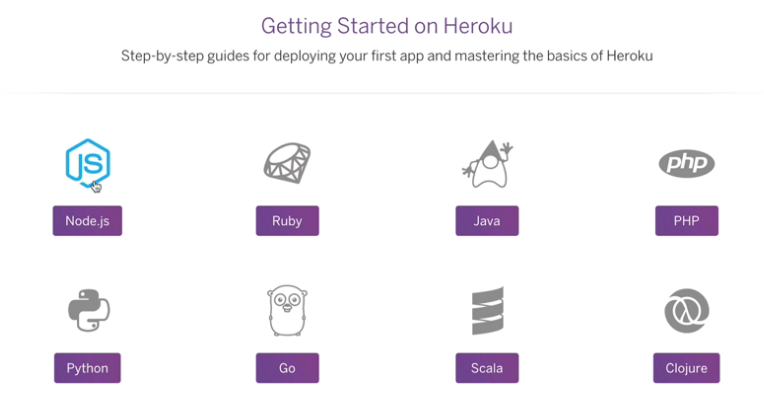 Getting Started on Heroku
Step-by-step guides for deploying your first app and mastering the basics of Heroku
JS
php
Node.js
Ruby
Java
PHP
Python
Go
Scala
Clojure